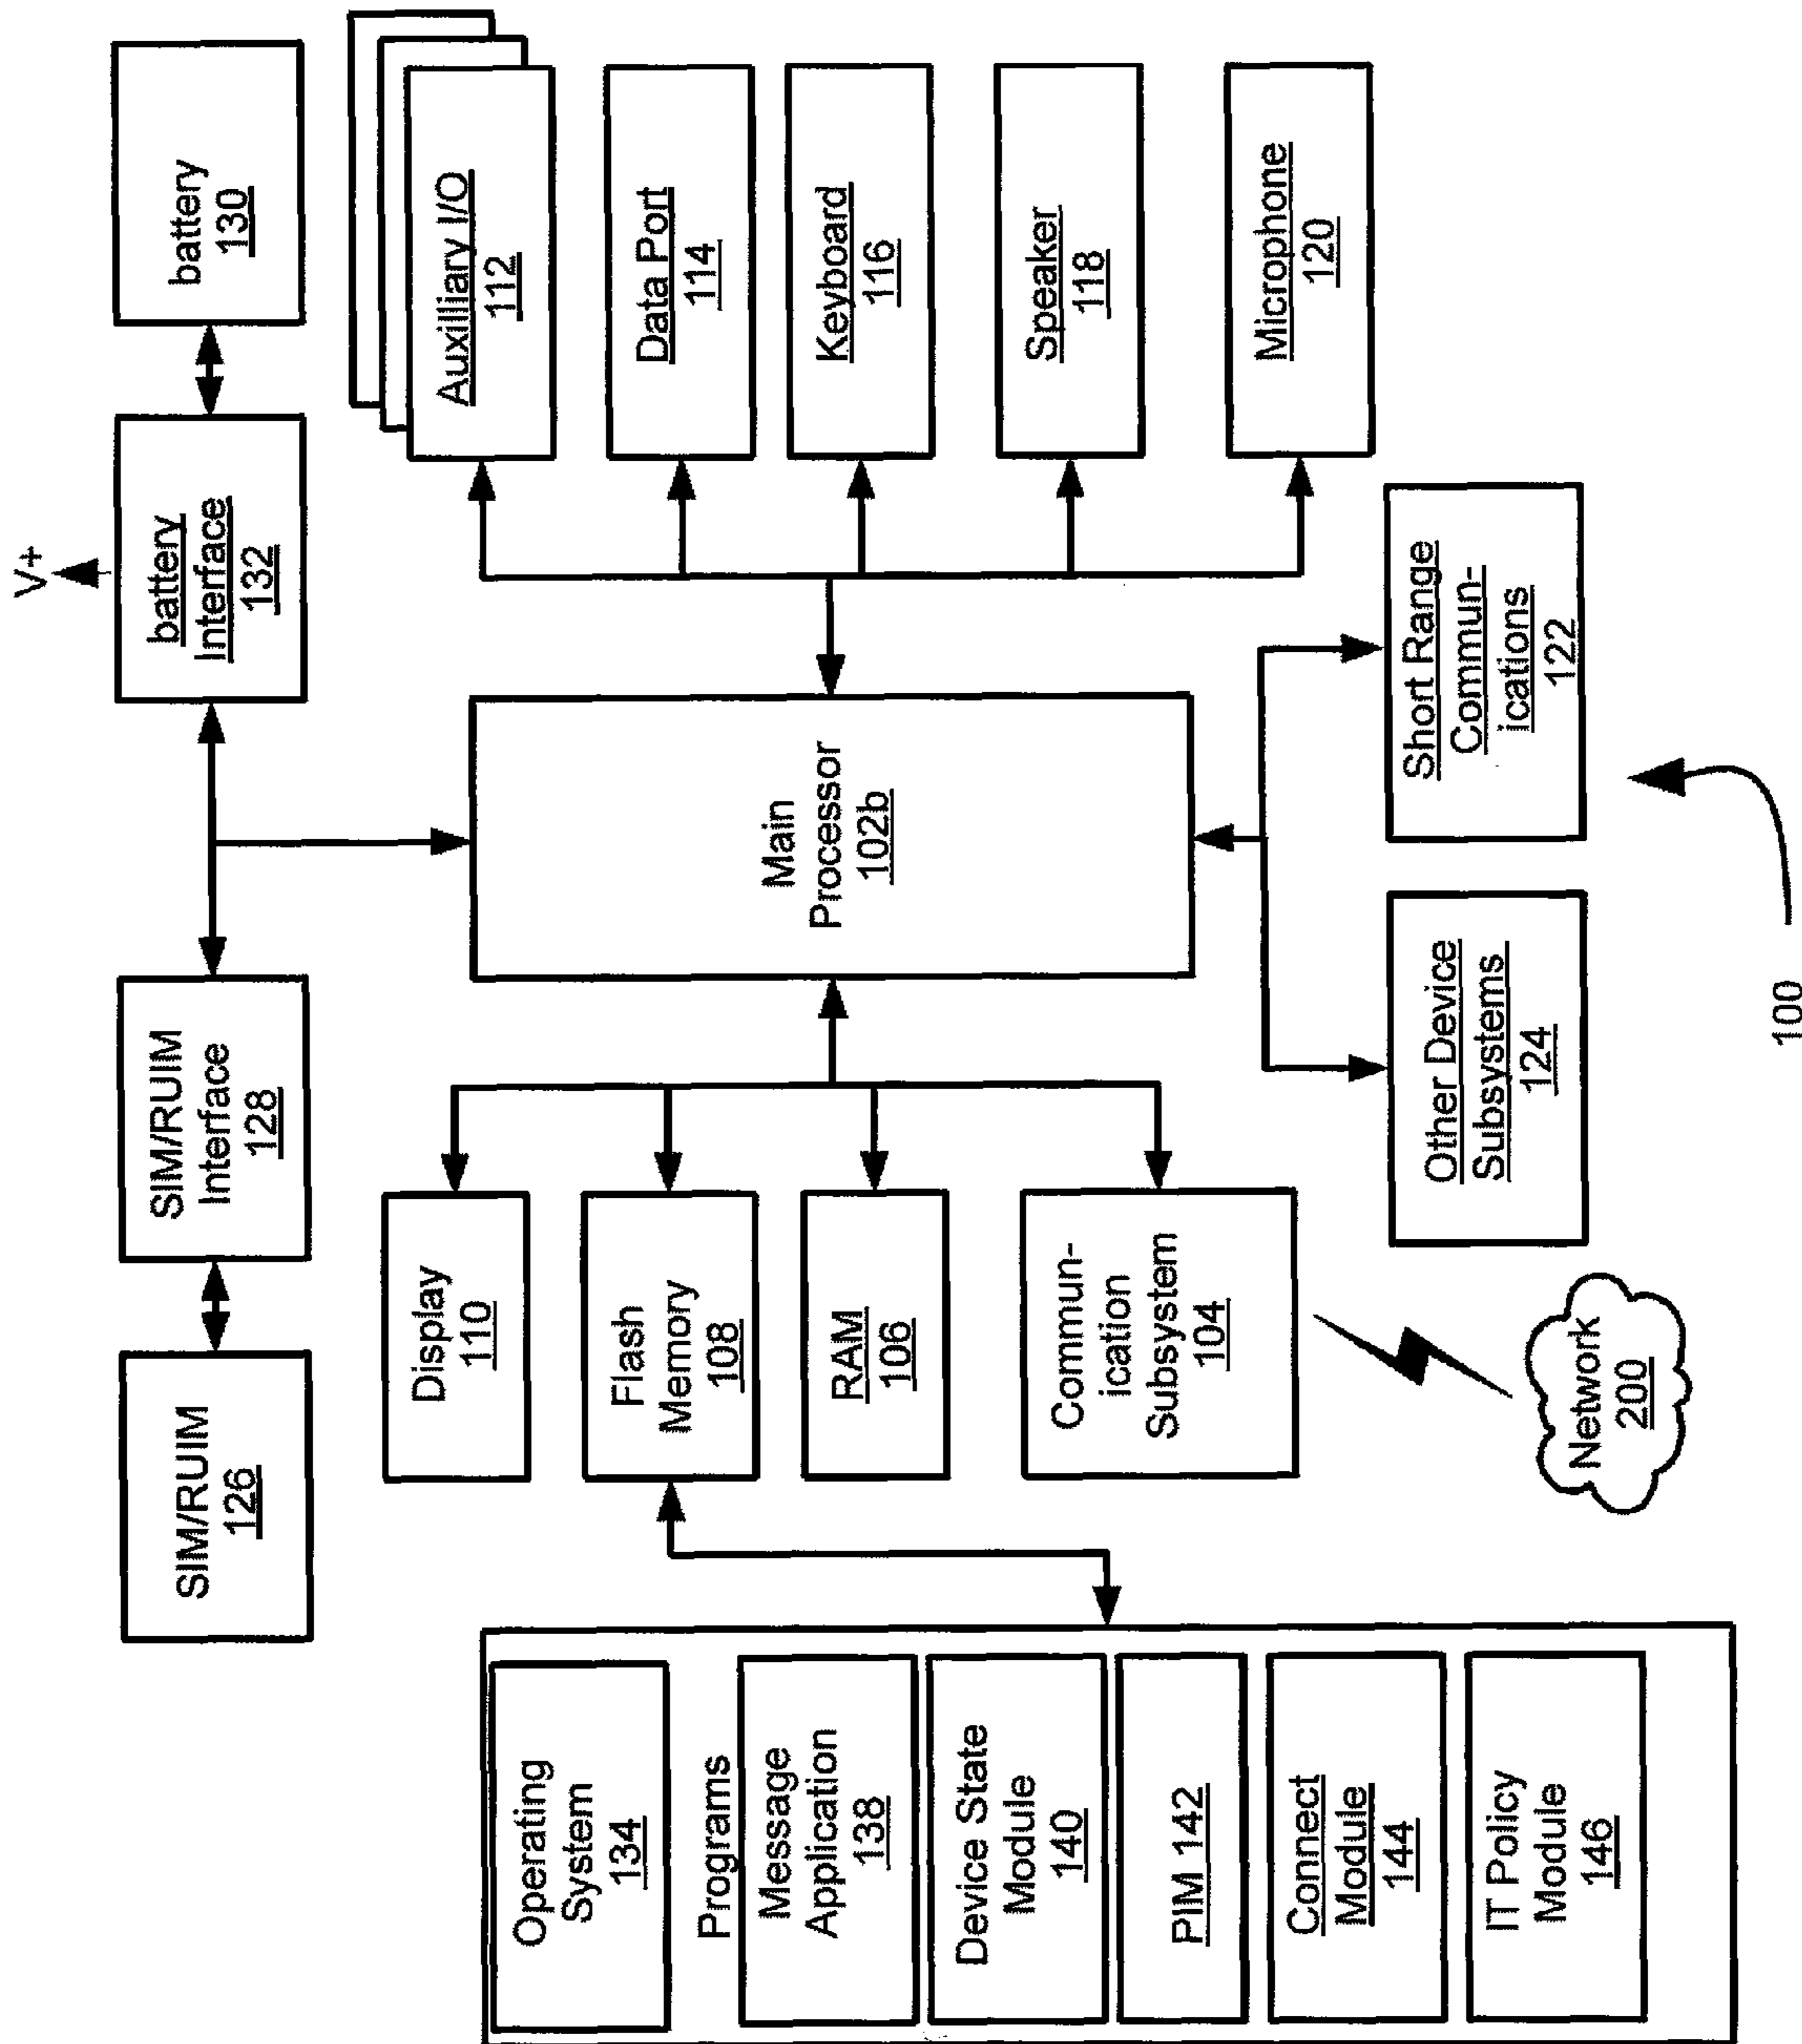 SIM/RUIM
126
SIM/RUIM
Interface
128
V+
battery
Interface
132
battery
130
Display
110
Flash
Memory
108
RAM
106
Commun-
ication
Subsystem
104
Network
200
Main
Processor
102b
Auxilliary I/O
112
Data Port
114
Keyboard
116
Speaker
118
Microphone
120
Operating
System
134
Programs
Message
Application
138
Device State
Module
140
PIM 142
Connect
Module
144
IT Policy
Module
146
Other Device
Subsystems
124
Short Range
Commun-
ications
122
100